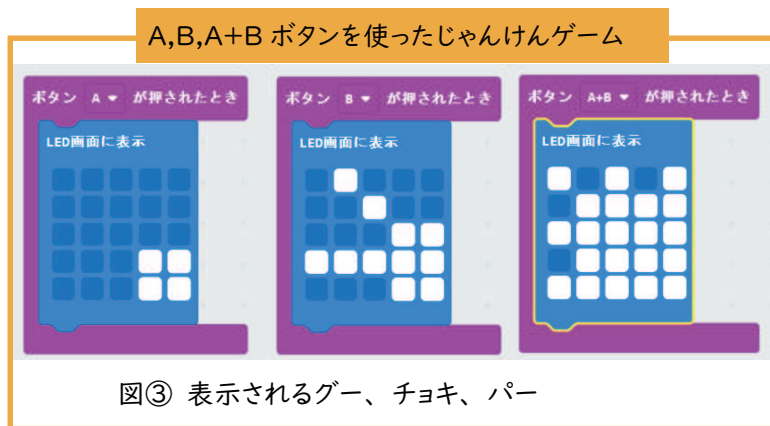 A,B,A+B ボタンを使ったじゃんけんゲーム
ボタン A が押されたとき
LED画面に表示
ボタン B が押されたとき
LED画面に表示
ボタン A+B が押されたとき
LED画面に表示
図③ 表示されるグー、チョキ、パー